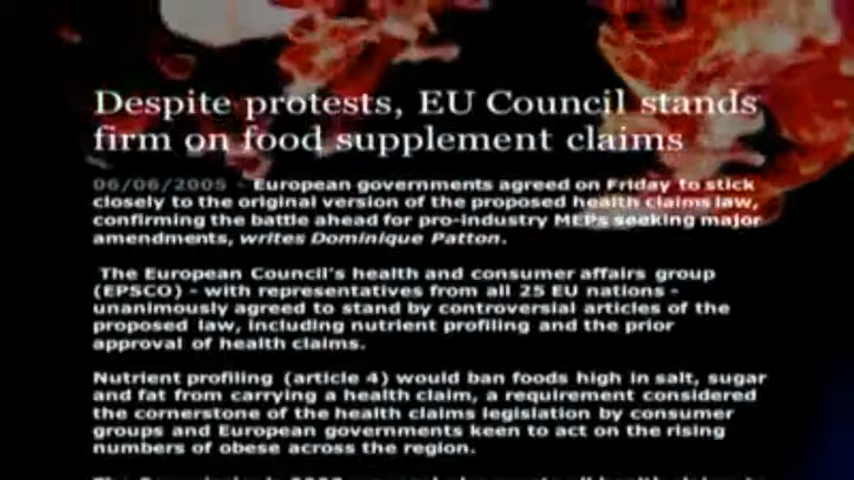 Despite protests, EU Council stands
firm on food supplement claims
06/06/2005 - European governments agreed on Friday to stick
closely to the original version of the proposed health claims law,
confirming the battle ahead for pro-industry MEPs seeking major
amendments, writes Dominique Patton.
The European Council's health and consumer affairs group
(EPSCO) - with representatives from all 25 EU nations -
unanimously agreed to stand by controversial articles of the
proposed law, including nutrient profiling and the prior
approval of health claims.
Nutrient profiling (article 4) would ban foods high in salt, sugar
and fat from carrying a health claim, a requirement considered
the cornerstone of the health claims legislation by consumer
groups and European governments keen to act on the rising
numbers of obese across the region.